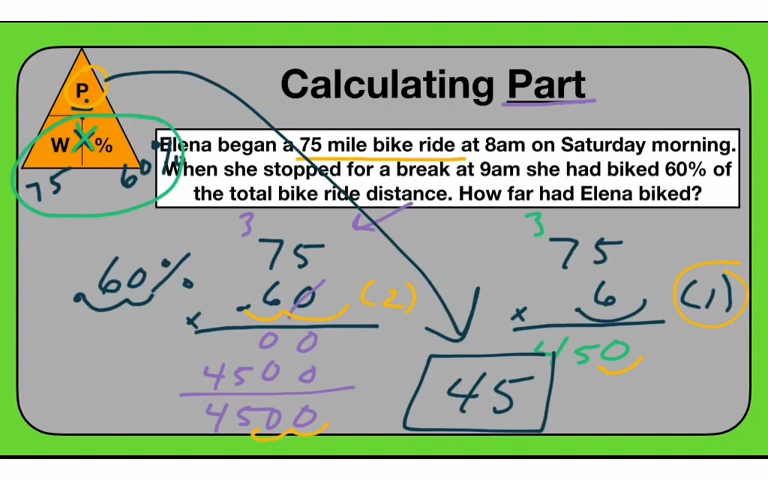 Calculating Part
P
W × %
75 60%
Elena began a 75 mile bike ride at 8am on Saturday morning.
When she stopped for a break at 9am she had biked 60% of
the total bike ride distance. How far had Elena biked?
.60%.
3
75
× .60 (2)
00
4500
4500
3
75
× 6 (1)
450
45